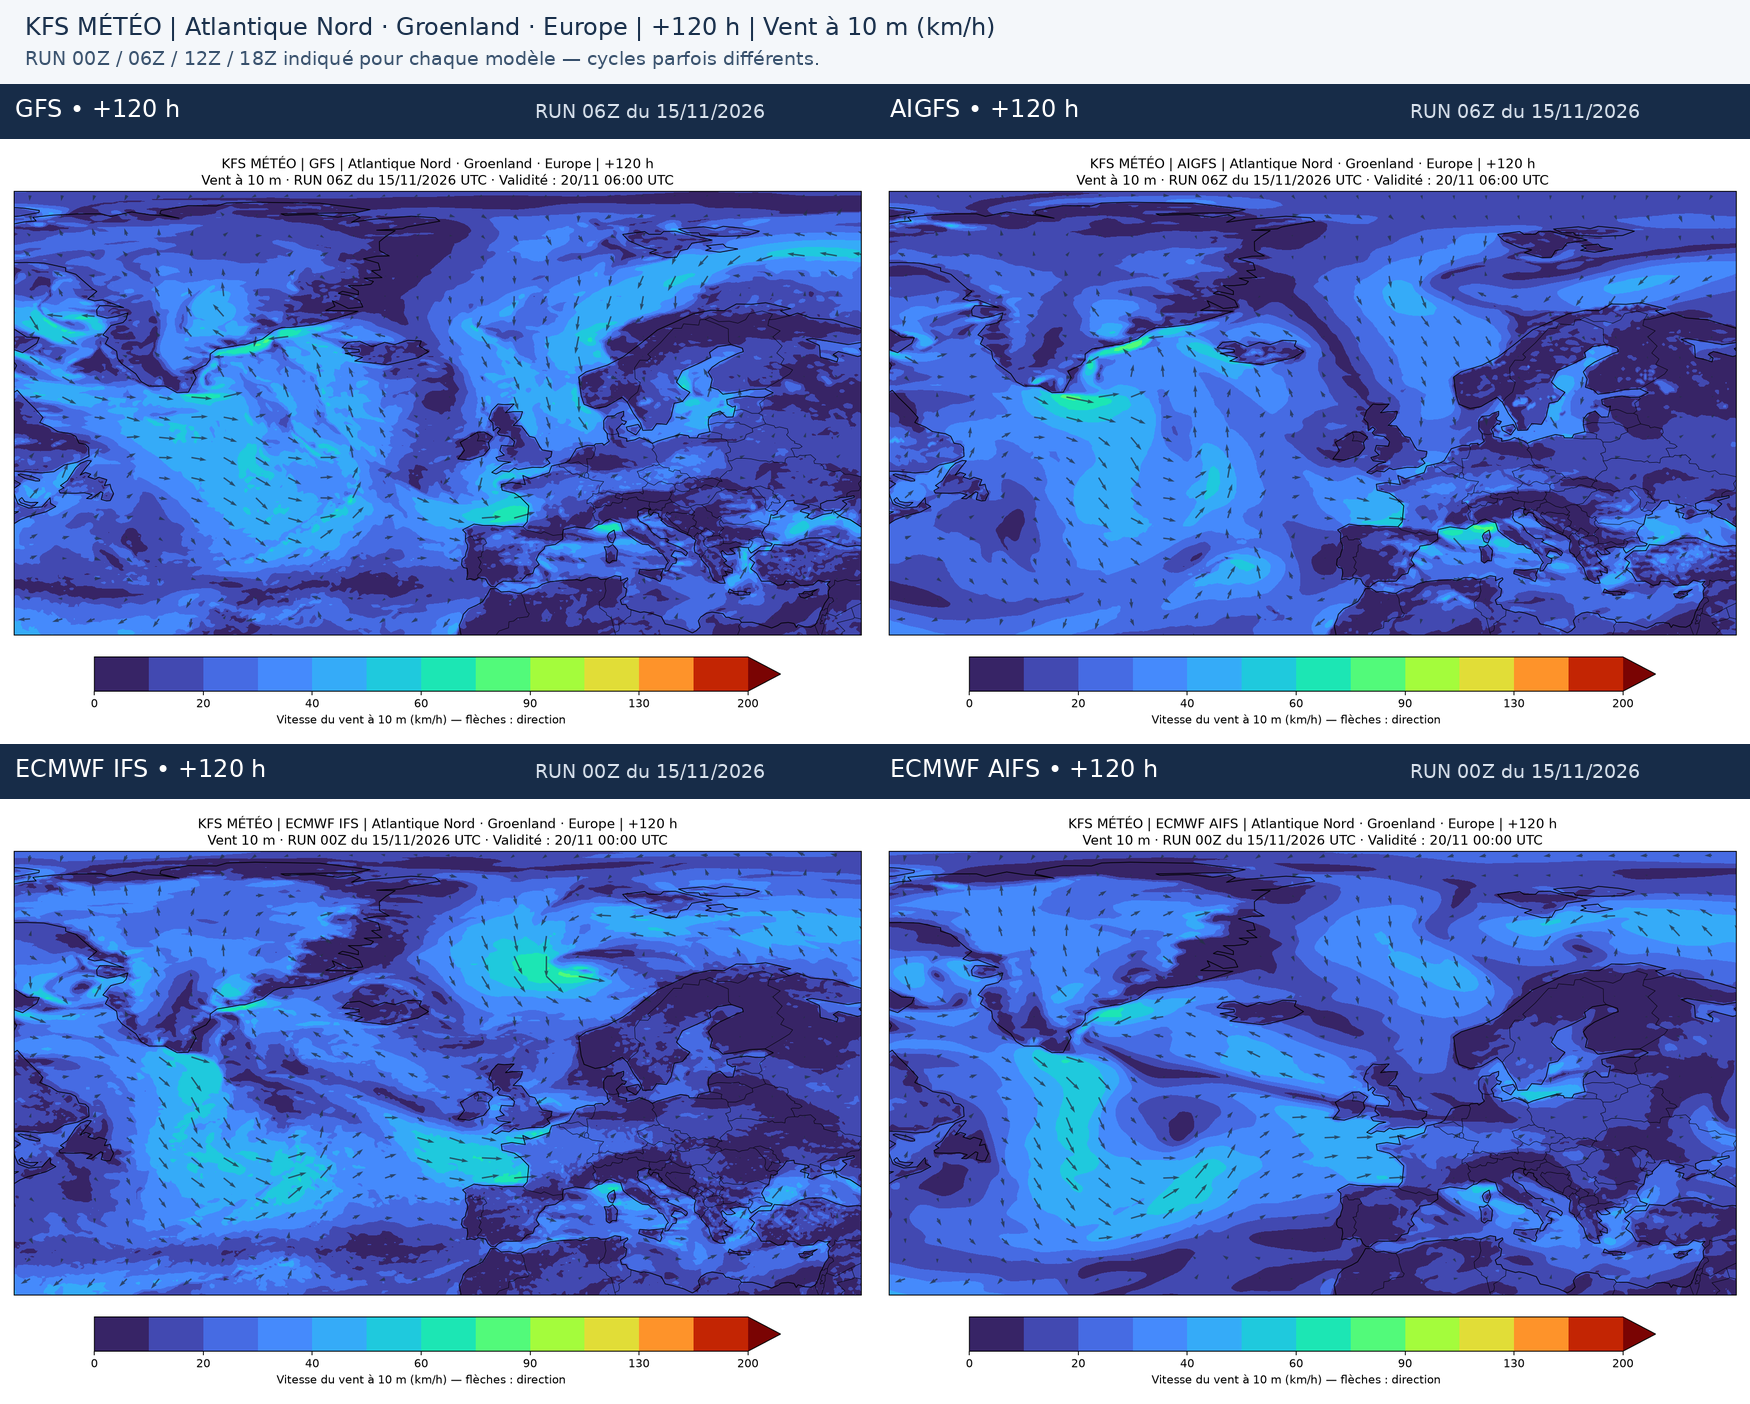 KFS MÉTÉO | Atlantique Nord · Groenland · Europe | +120 h | Vent à 10 m (km/h)
RUN 00Z / 06Z / 12Z / 18Z indiqué pour chaque modèle — cycles parfois différents.
GFS • +120 h RUN 06Z du 15/11/2026
KFS MÉTÉO | GFS | Atlantique Nord · Groenland · Europe | +120 h
Vent à 10 m · RUN 06Z du 15/11/2026 UTC · Validité : 20/11 06:00 UTC
0 20 40 60 90 130 200
Vitesse du vent à 10 m (km/h) — flèches : direction
AIGFS • +120 h RUN 06Z du 15/11/2026
KFS MÉTÉO | AIGFS | Atlantique Nord · Groenland · Europe | +120 h
Vent à 10 m · RUN 06Z du 15/11/2026 UTC · Validité : 20/11 06:00 UTC
0 20 40 60 90 130 200
Vitesse du vent à 10 m (km/h) — flèches : direction
ECMWF IFS • +120 h RUN 00Z du 15/11/2026
KFS MÉTÉO | ECMWF IFS | Atlantique Nord · Groenland · Europe | +120 h
Vent 10 m · RUN 00Z du 15/11/2026 UTC · Validité : 20/11 00:00 UTC
0 20 40 60 90 130 200
Vitesse du vent à 10 m (km/h) — flèches : direction
ECMWF AIFS • +120 h RUN 00Z du 15/11/2026
KFS MÉTÉO | ECMWF AIFS | Atlantique Nord · Groenland · Europe | +120 h
Vent 10 m · RUN 00Z du 15/11/2026 UTC · Validité : 20/11 00:00 UTC
0 20 40 60 90 130 200
Vitesse du vent à 10 m (km/h) — flèches : direction